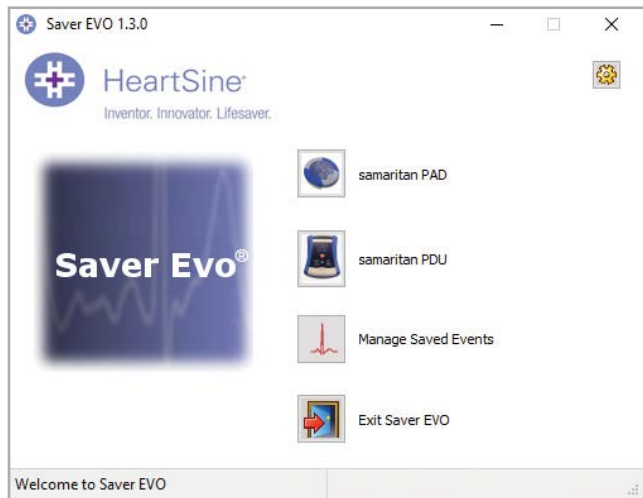 Saver EVO 1.3.0
HeartSine
Inventor. Innovator. Lifesaver.
Saver Evo®
samaritan PAD
samaritan PDU
Manage Saved Events
Exit Saver EVO
Welcome to Saver EVO